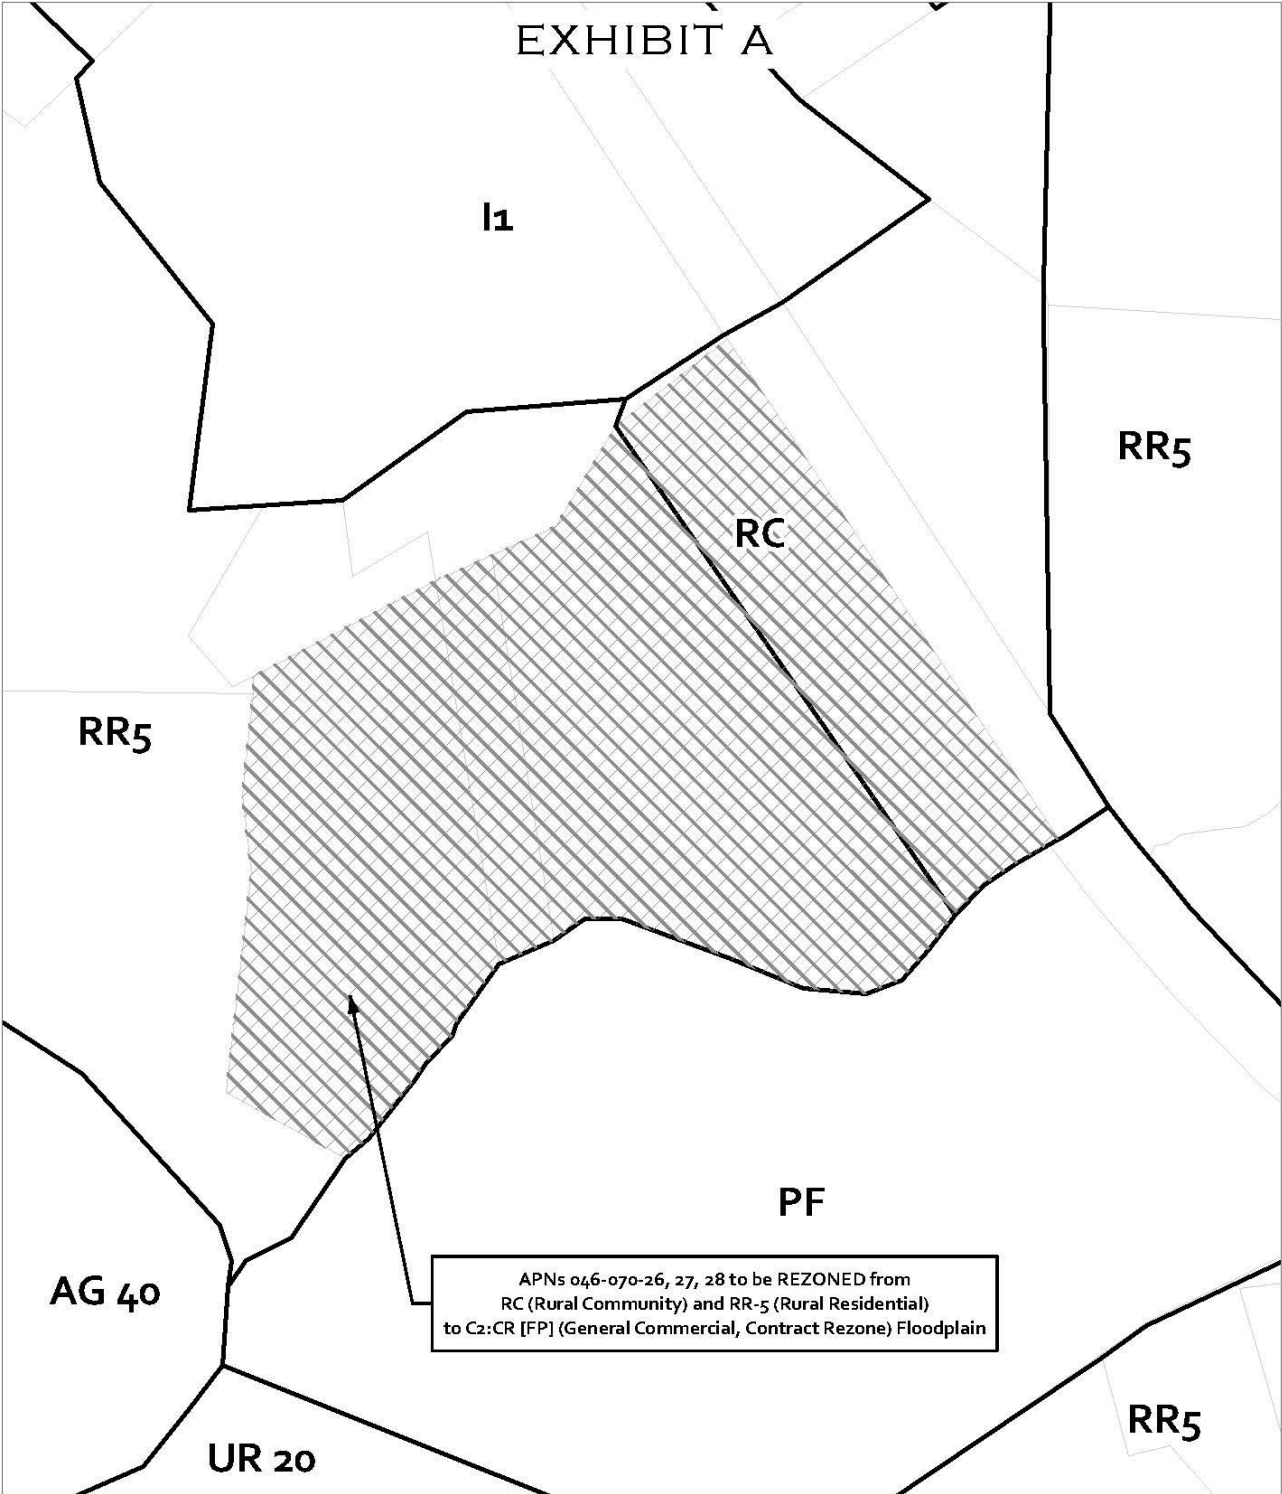 EXHIBIT A
I1
RR5
RC
RR5
PF
AG 40
APNs 046-070-26, 27, 28 to be REZONED from
RC (Rural Community) and RR-5 (Rural Residential)
to C2:CR [FP] (General Commercial, Contract Rezone) Floodplain
RR5
UR 20